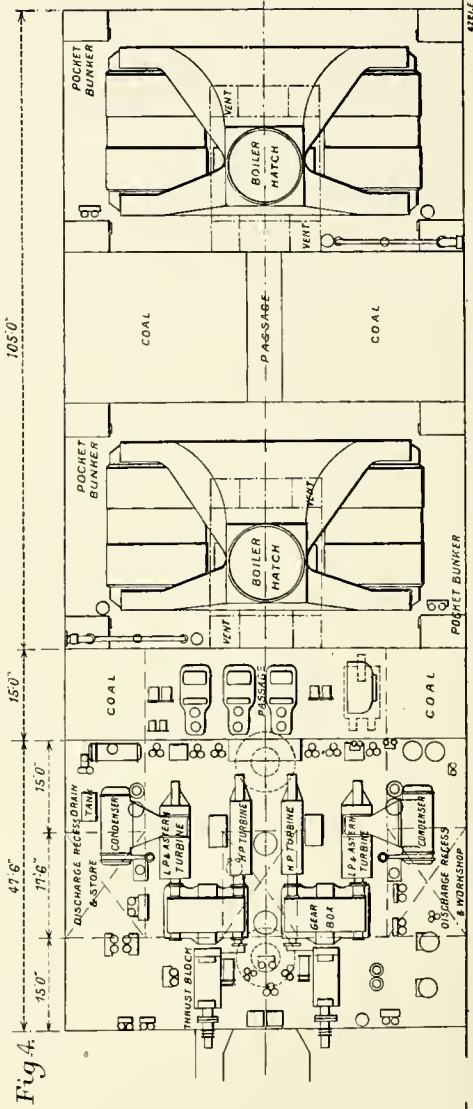 Fig 4.
105'.0"
15'.0"
47'.6"
15'.0"
17'.6"
15'.0"
POCKET
BUNKER
BOILER
HATCH
VENT
VENT
COAL
PASSAGE
COAL
POCKET
BUNKER
BOILER
HATCH
VENT
VENT
POCKET BUNKER
COAL
PASSAGE
COAL
DISCHARGE RECESS
& STORE
DRAIN
TANK
CONDENSER
L.P & ASTERN
TURBINE
H.P TURBINE
H.P TURBINE
L.P & ASTERN
TURBINE
CONDENSER
GEAR
BOX
THRUST BLOCK
DISCHARGE RECESS
& WORKSHOP